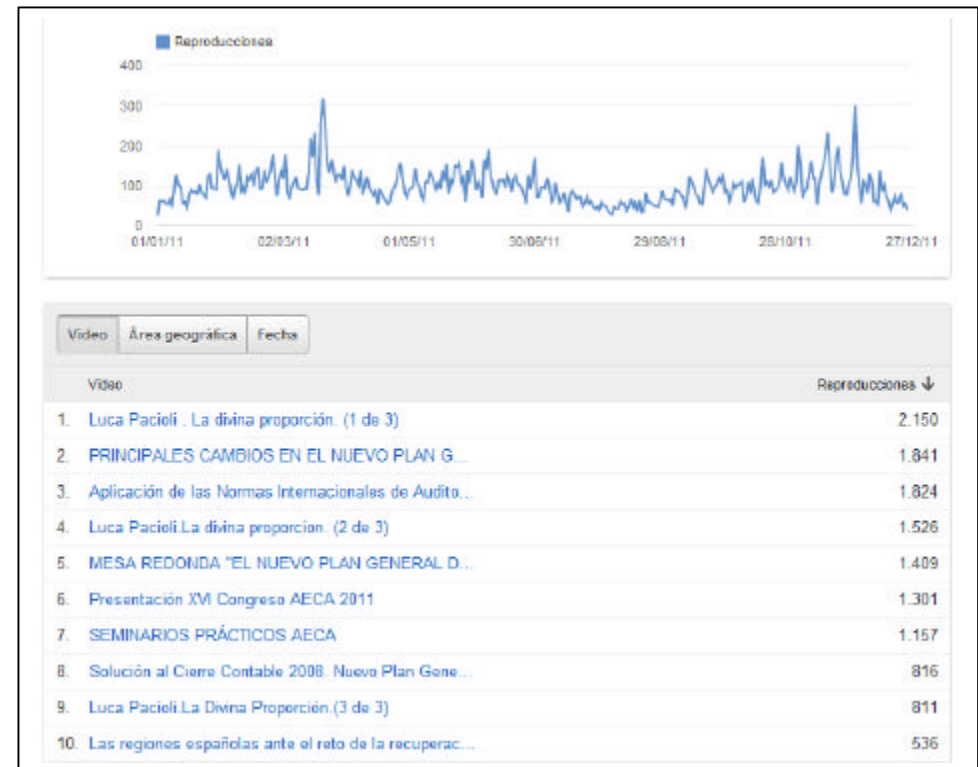 Reproducciones
400
300
200
100
0
01/01/11 02/03/11 01/05/11 30/06/11 29/08/11 28/10/11 27/12/11
Vídeo Área geográfica Fecha
Vídeo Reproducciones ↓
1. Luca Pacioli . La divina proporción. (1 de 3) 2.150
2. PRINCIPALES CAMBIOS EN EL NUEVO PLAN G... 1.841
3. Aplicación de las Normas Internacionales de Audito... 1.824
4. Luca Pacioli.La divina proporcion. (2 de 3) 1.526
5. MESA REDONDA "EL NUEVO PLAN GENERAL D... 1.409
6. Presentación XVI Congreso AECA 2011 1.301
7. SEMINARIOS PRÁCTICOS AECA 1.157
8. Solución al Cierre Contable 2008. Nuevo Plan Gene... 816
9. Luca Pacioli.La Divina Proporción.(3 de 3) 811
10. Las regiones españolas ante el reto de la recuperac... 536